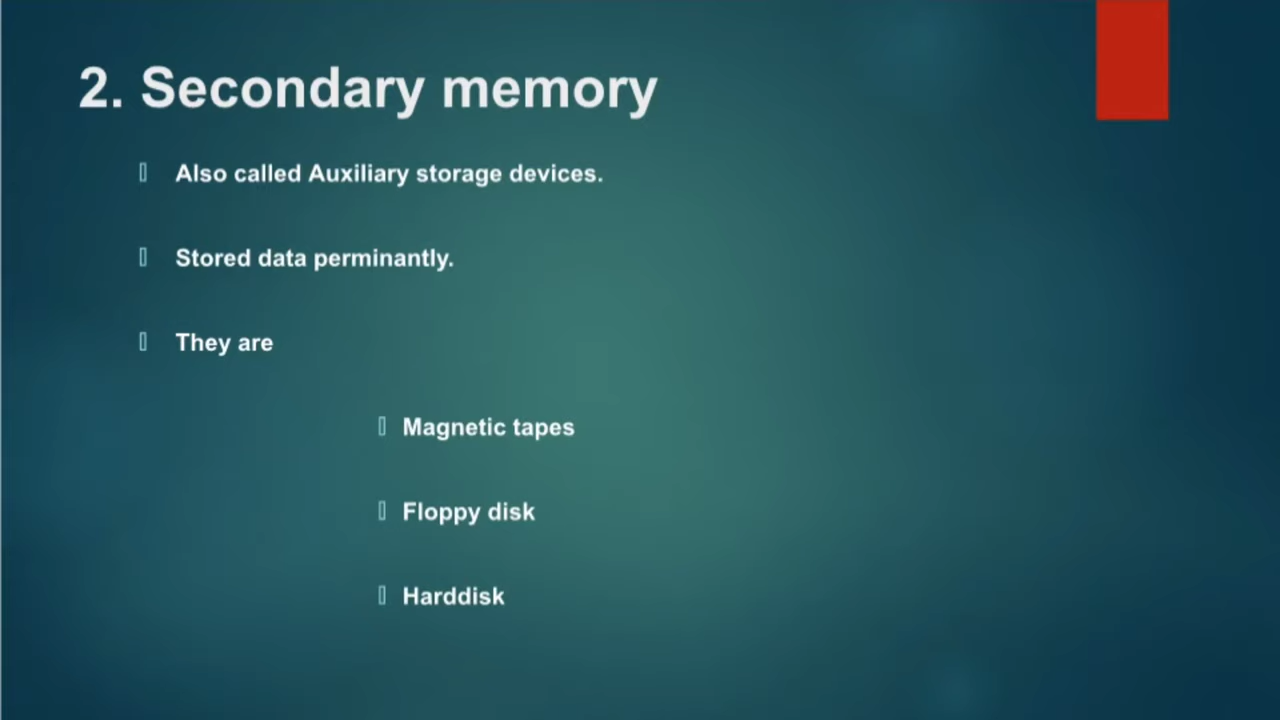 2. Secondary memory
Also called Auxiliary storage devices.
Stored data perminantly.
They are
Magnetic tapes
Floppy disk
Harddisk